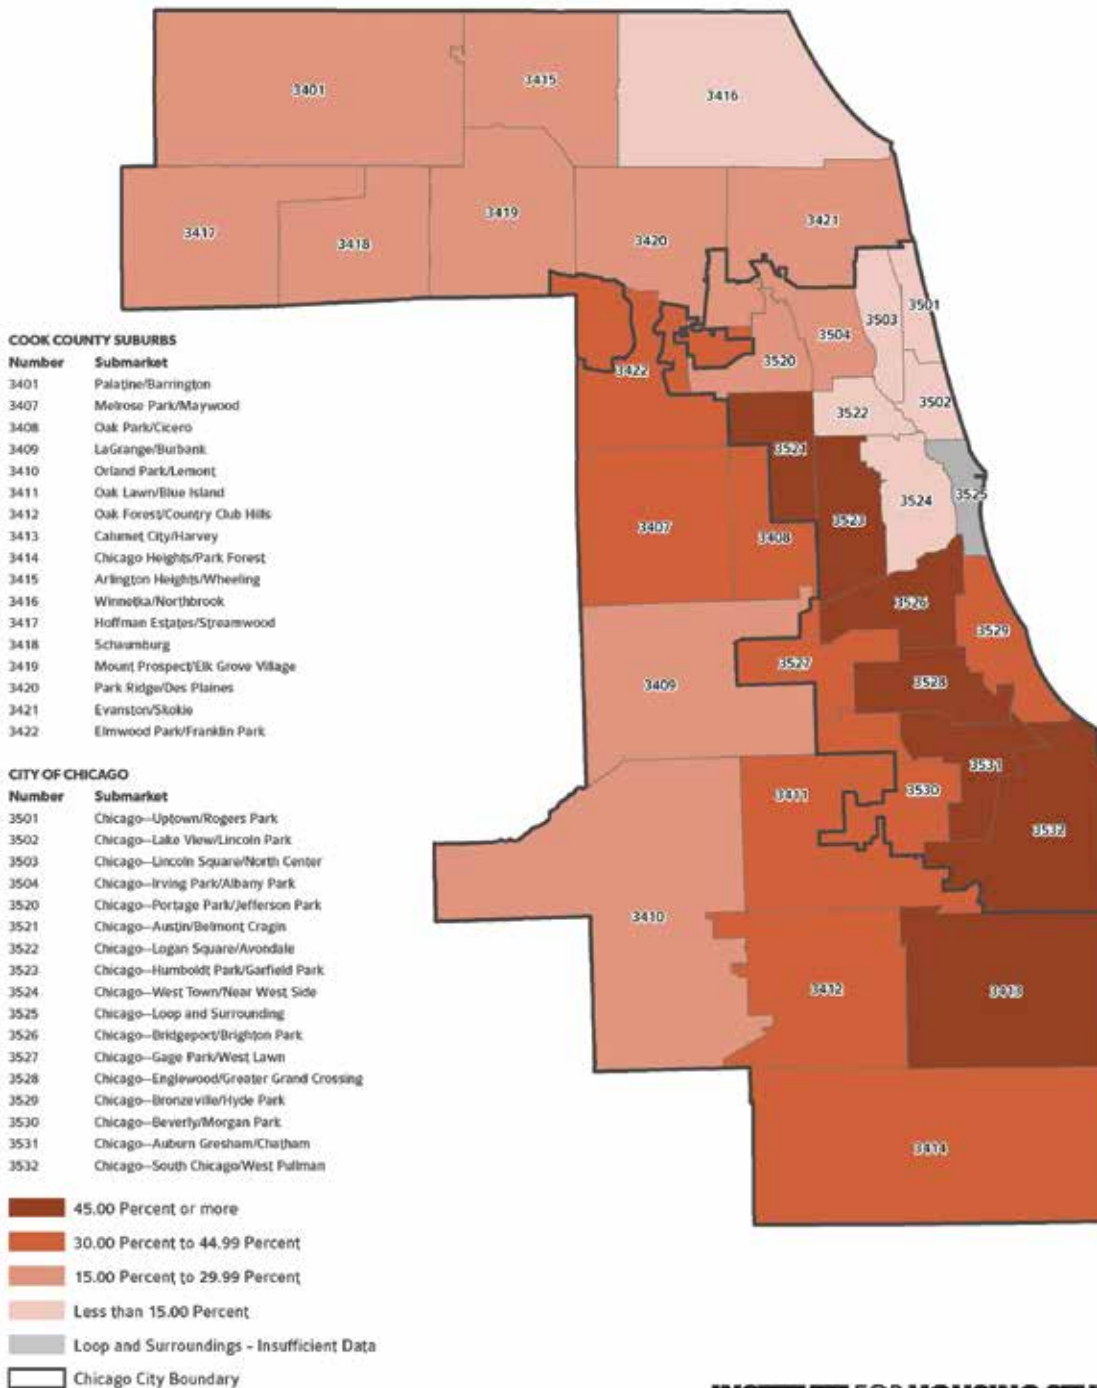 3401
3415
3416
3417
3418
3419
3420
3421
3501
3503
3504
3520
3422
3502
3522
3521
3524
3525
3523
3407
3408
3526
3529
3527
3409
3528
3531
3411
3530
3532
3410
3412
3413
3414
COOK COUNTY SUBURBS
Number Submarket
3401 Palatine/Barrington
3407 Melrose Park/Maywood
3408 Oak Park/Cicero
3409 LaGrange/Burbank
3410 Orland Park/Lemont
3411 Oak Lawn/Blue Island
3412 Oak Forest/Country Club Hills
3413 Calumet City/Harvey
3414 Chicago Heights/Park Forest
3415 Arlington Heights/Wheeling
3416 Winnetka/Northbrook
3417 Hoffman Estates/Streamwood
3418 Schaumburg
3419 Mount Prospect/Elk Grove Village
3420 Park Ridge/Des Plaines
3421 Evanston/Skokie
3422 Elmwood Park/Franklin Park
CITY OF CHICAGO
Number Submarket
3501 Chicago--Uptown/Rogers Park
3502 Chicago--Lake View/Lincoln Park
3503 Chicago--Lincoln Square/North Center
3504 Chicago--Irving Park/Albany Park
3520 Chicago--Portage Park/Jefferson Park
3521 Chicago--Austin/Belmont Cragin
3522 Chicago--Logan Square/Avondale
3523 Chicago--Humboldt Park/Garfield Park
3524 Chicago--West Town/Near West Side
3525 Chicago--Loop and Surrounding
3526 Chicago--Bridgeport/Brighton Park
3527 Chicago--Gage Park/West Lawn
3528 Chicago--Englewood/Greater Grand Crossing
3529 Chicago--Bronzeville/Hyde Park
3530 Chicago--Beverly/Morgan Park
3531 Chicago--Auburn Gresham/Chatham
3532 Chicago--South Chicago/West Pullman
45.00 Percent or more
30.00 Percent to 44.99 Percent
15.00 Percent to 29.99 Percent
Less than 15.00 Percent
Loop and Surroundings - Insufficient Data
Chicago City Boundary